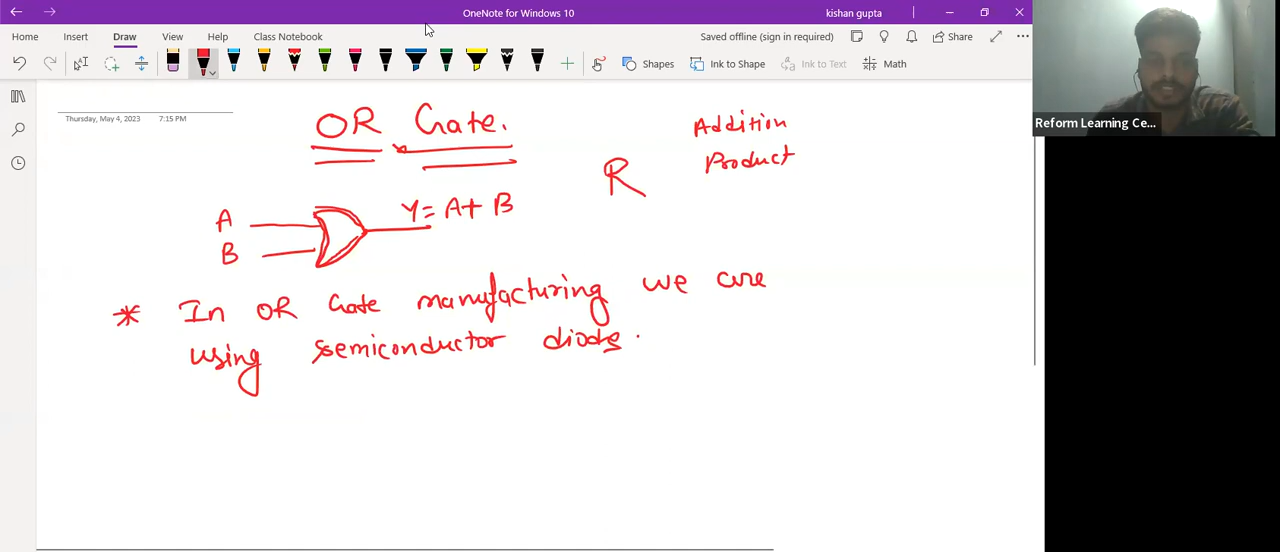 OneNote for Windows 10
kishan gupta
Home Insert Draw View Help Class Notebook
Saved offline (sign in required)
Share
Shapes
Ink to Shape
Ink to Text
Math
Thursday, May 4, 2023 7:15 PM
OR Gate.
Addition
Product
R
A
B
Y= A+ B
* In OR Gate manufacturing we are
using semiconductor diode.
Reform Learning Ce...